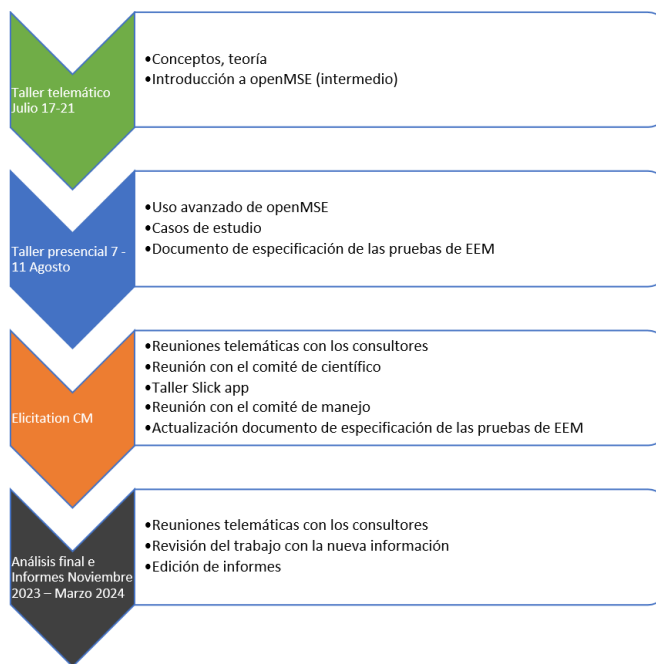 Taller telemático
Julio 17-21
•Conceptos, teoría
•Introducción a openMSE (intermedio)
Taller presencial 7 -
11 Agosto
•Uso avanzado de openMSE
•Casos de estudio
•Documento de especificación de las pruebas de EEM
Elicitation CM
•Reuniones telemáticas con los consultores
•Reunión con el comité de científico
•Taller Slick app
•Reunión con el comité de manejo
•Actualización documento de especificación de las pruebas de EEM
Análisis final e
Informes Noviembre
2023 – Marzo 2024
•Reuniones telemáticas con los consultores
•Revisión del trabajo con la nueva información
•Edición de informes